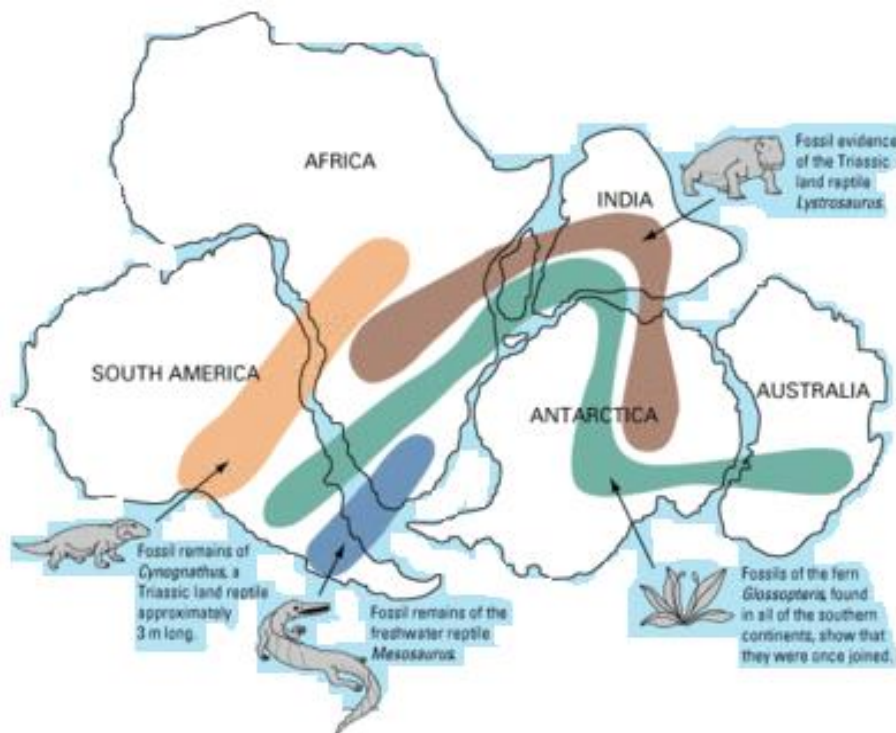 AFRICA
Fossil evidence
of the Triassic
land reptile
Lystrosaurus.
INDIA
SOUTH AMERICA
AUSTRALIA
ANTARCTICA
Fossil remains of
Cynognathus, a
Triassic land reptile
approximately
3 m long.
Fossil remains of the
freshwater reptile
Mesosaurus.
Fossils of the fern
Glossopteris, found
in all of the southern
continents, show that
they were once joined.